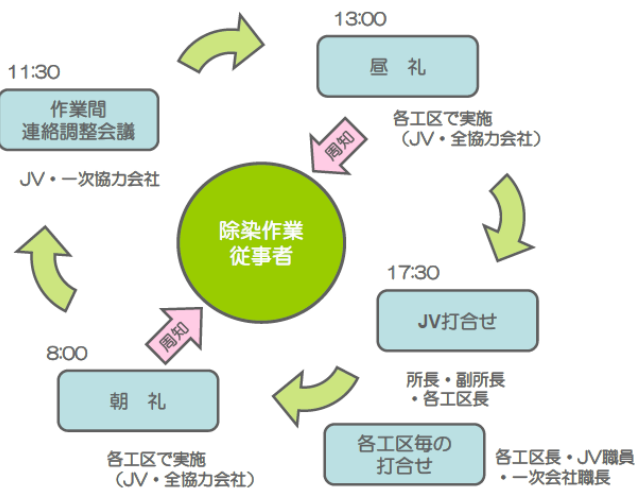 13:00
昼 礼
各工区で実施
（JV・全協力会社）
11:30
作業間
連絡調整会議
JV・一次協力会社
周知
除染作業
従事者
17:30
JV打合せ
所長・副所長
・各工区長
周知
8:00
朝 礼
各工区で実施
（JV・全協力会社）
各工区毎の
打合せ
各工区長・JV職員
・一次会社職長